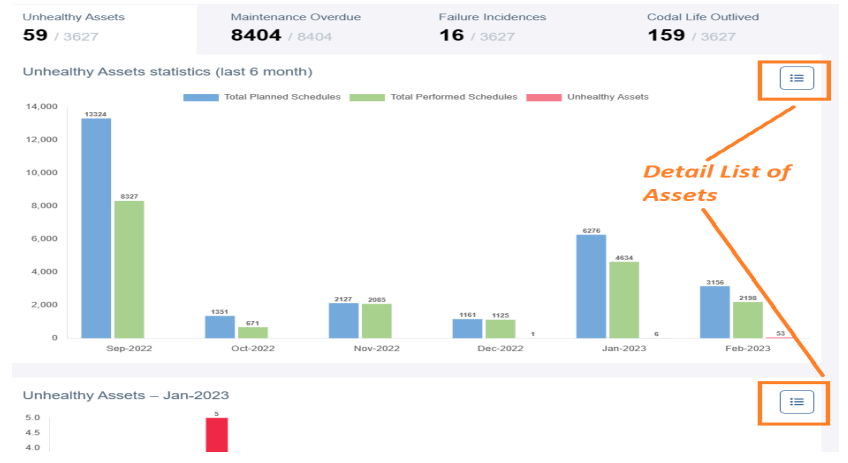 Unhealthy Assets Maintenance Overdue Failure Incidences Codal Life Outlived
59 / 3627 8404 / 8404 16 / 3627 159 / 3627
Unhealthy Assets statistics (last 6 month)
Total Planned Schedules Total Performed Schedules Unhealthy Assets
14,000
13324
12,000
10,000
Detail List of
Assets
8327
8,000
6276
6,000
4634
4,000
3156
2127 2085 2198
2,000
1351 1161 1125
671
1 6 53
0
Sep-2022 Oct-2022 Nov-2022 Dec-2022 Jan-2023 Feb-2023
Unhealthy Assets – Jan-2023
5
5.0
4.5
4.0